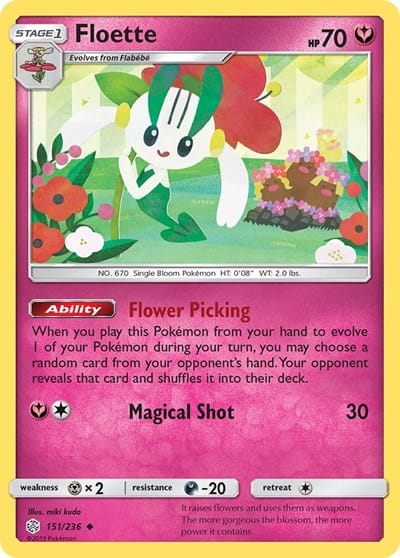 STAGE 1 Floette HP 70
Evolves from Flabébé
NO. 670 Single Bloom Pokémon HT: 0'08" WT: 2.0 lbs.
Ability Flower Picking
When you play this Pokémon from your hand to evolve
1 of your Pokémon during your turn, you may choose a
random card from your opponent's hand. Your opponent
reveals that card and shuffles it into their deck.
Magical Shot 30
weakness ×2 resistance -20 retreat
Illus. miki kudo
151/236
©2019 Pokémon
It raises flowers and uses them as weapons.
The more gorgeous the blossom, the more
power it contains.